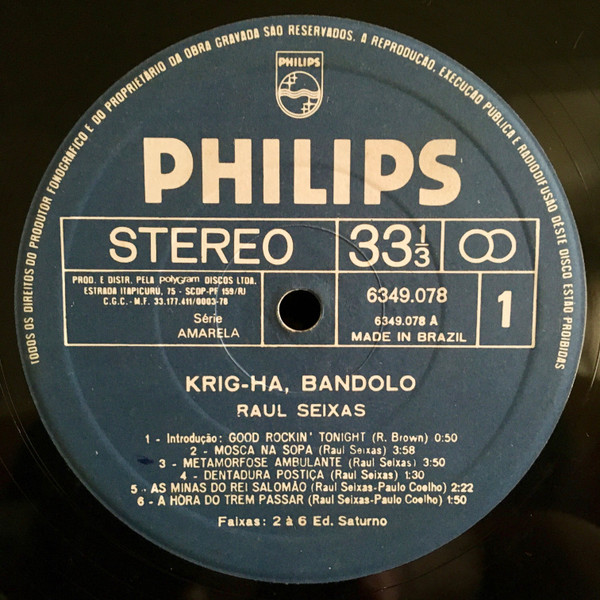 TODOS OS DIREITOS DO PRODUTOR FONOGRÁFICO E DO PROPRIETÁRIO DA OBRA GRAVADA SÃO RESERVADOS. A REPRODUÇÃO, EXECUÇÃO PÚBLICA E RADIODIFUSÃO DÊSTE DISCO ESTÃO PROIBIDAS
PHILIPS
PHILIPS
STEREO
33 1/3
PROD. E DISTR. PELA polyGram DISCOS LTDA.
ESTRADA ITAPICURU, 75 - SCDP-PF 159/RJ
C.G.C. - M.F. 33.177.411/0003-70
Série
AMARELA
6349.078
6349.078 A
MADE IN BRAZIL
1
KRIG-HA, BANDOLO
RAUL SEIXAS
1 - Introdução: GOOD ROCKIN' TONIGHT (R. Brown) 0:50
2 - MOSCA NA SOPA (Raul Seixas) 3:58
3 - METAMORFOSE AMBULANTE (Raul Seixas) 3:50
4 - DENTADURA POSTIÇA (Raul Seixas) 1:30
5 - AS MINAS DO REI SALOMÃO (Raul Seixas-Paulo Coelho) 2:22
6 - A HORA DO TREM PASSAR (Raul Seixas-Paulo Coelho) 1:50
Faixas: 2 à 6 Ed. Saturno